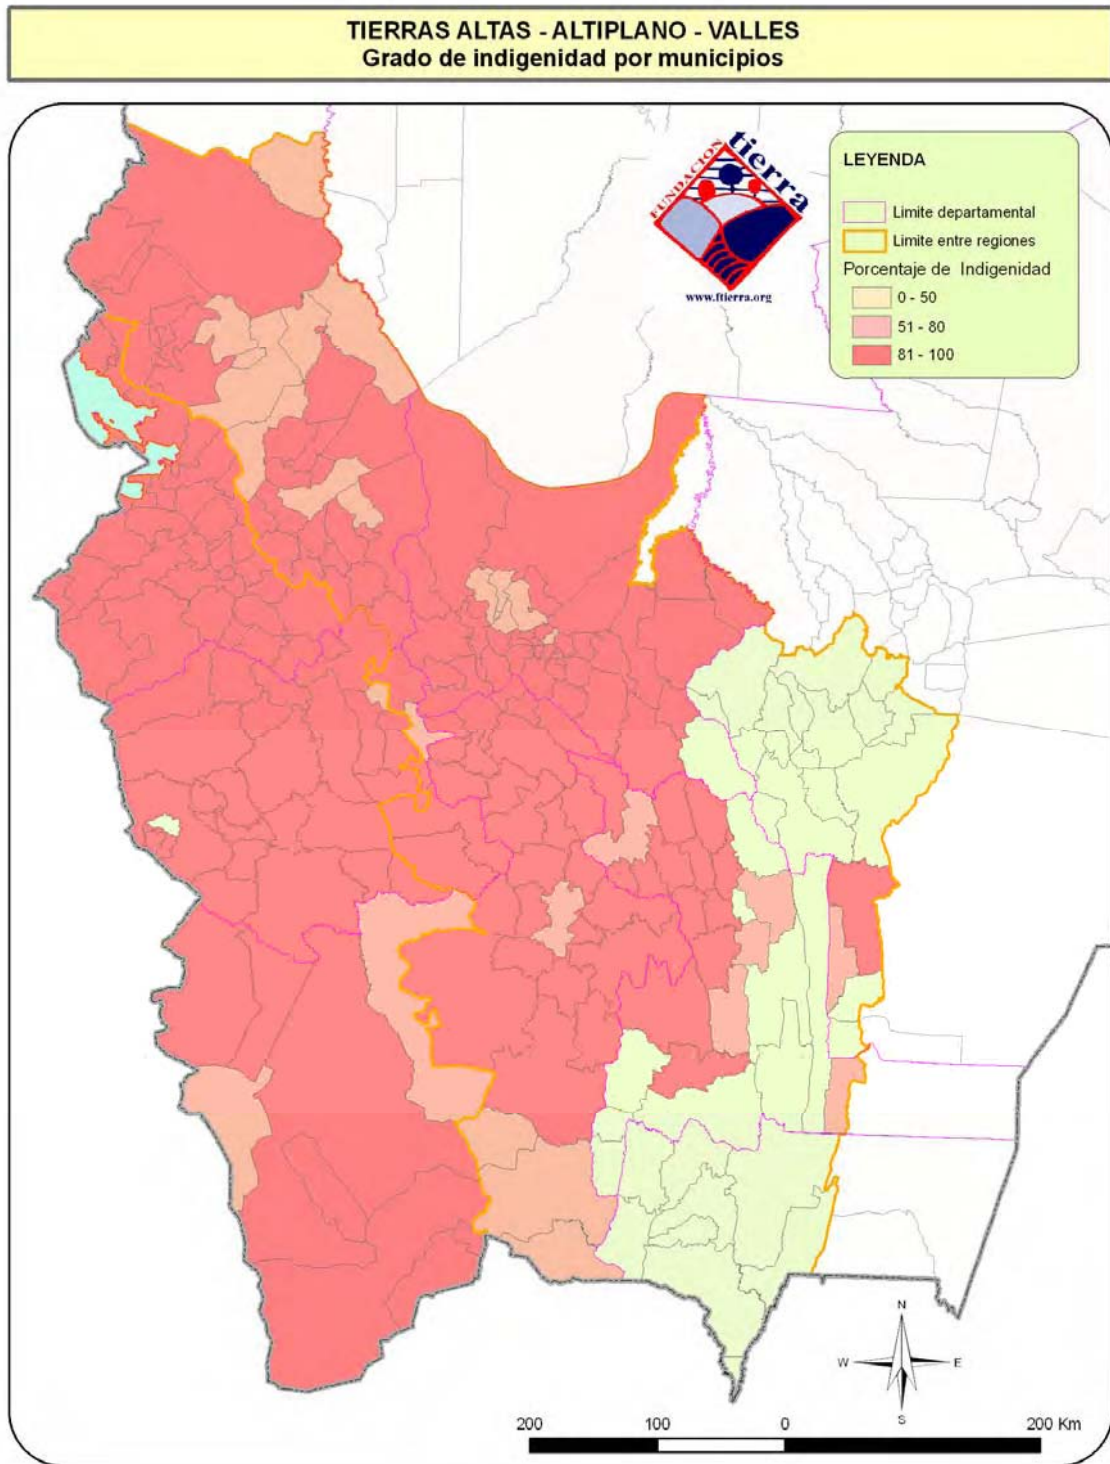 TIERRAS ALTAS - ALTIPLANO - VALLES
Grado de indigenidad por municipios
FUNDACION
tierra
www.ftierra.org
LEYENDA
Limite departamental
Limite entre regiones
Porcentaje de Indigenidad
0 - 50
51 - 80
81 - 100
N
W
E
S
200
100
0
200 Km